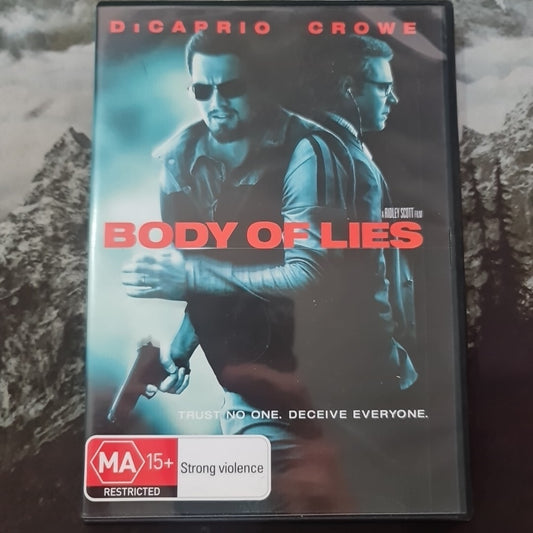 DiCAPRIO CROWE
A RIDLEY SCOTT FILM
BODY OF LIES
TRUST NO ONE. DECEIVE EVERYONE.
MA 15+ Strong violence
RESTRICTED